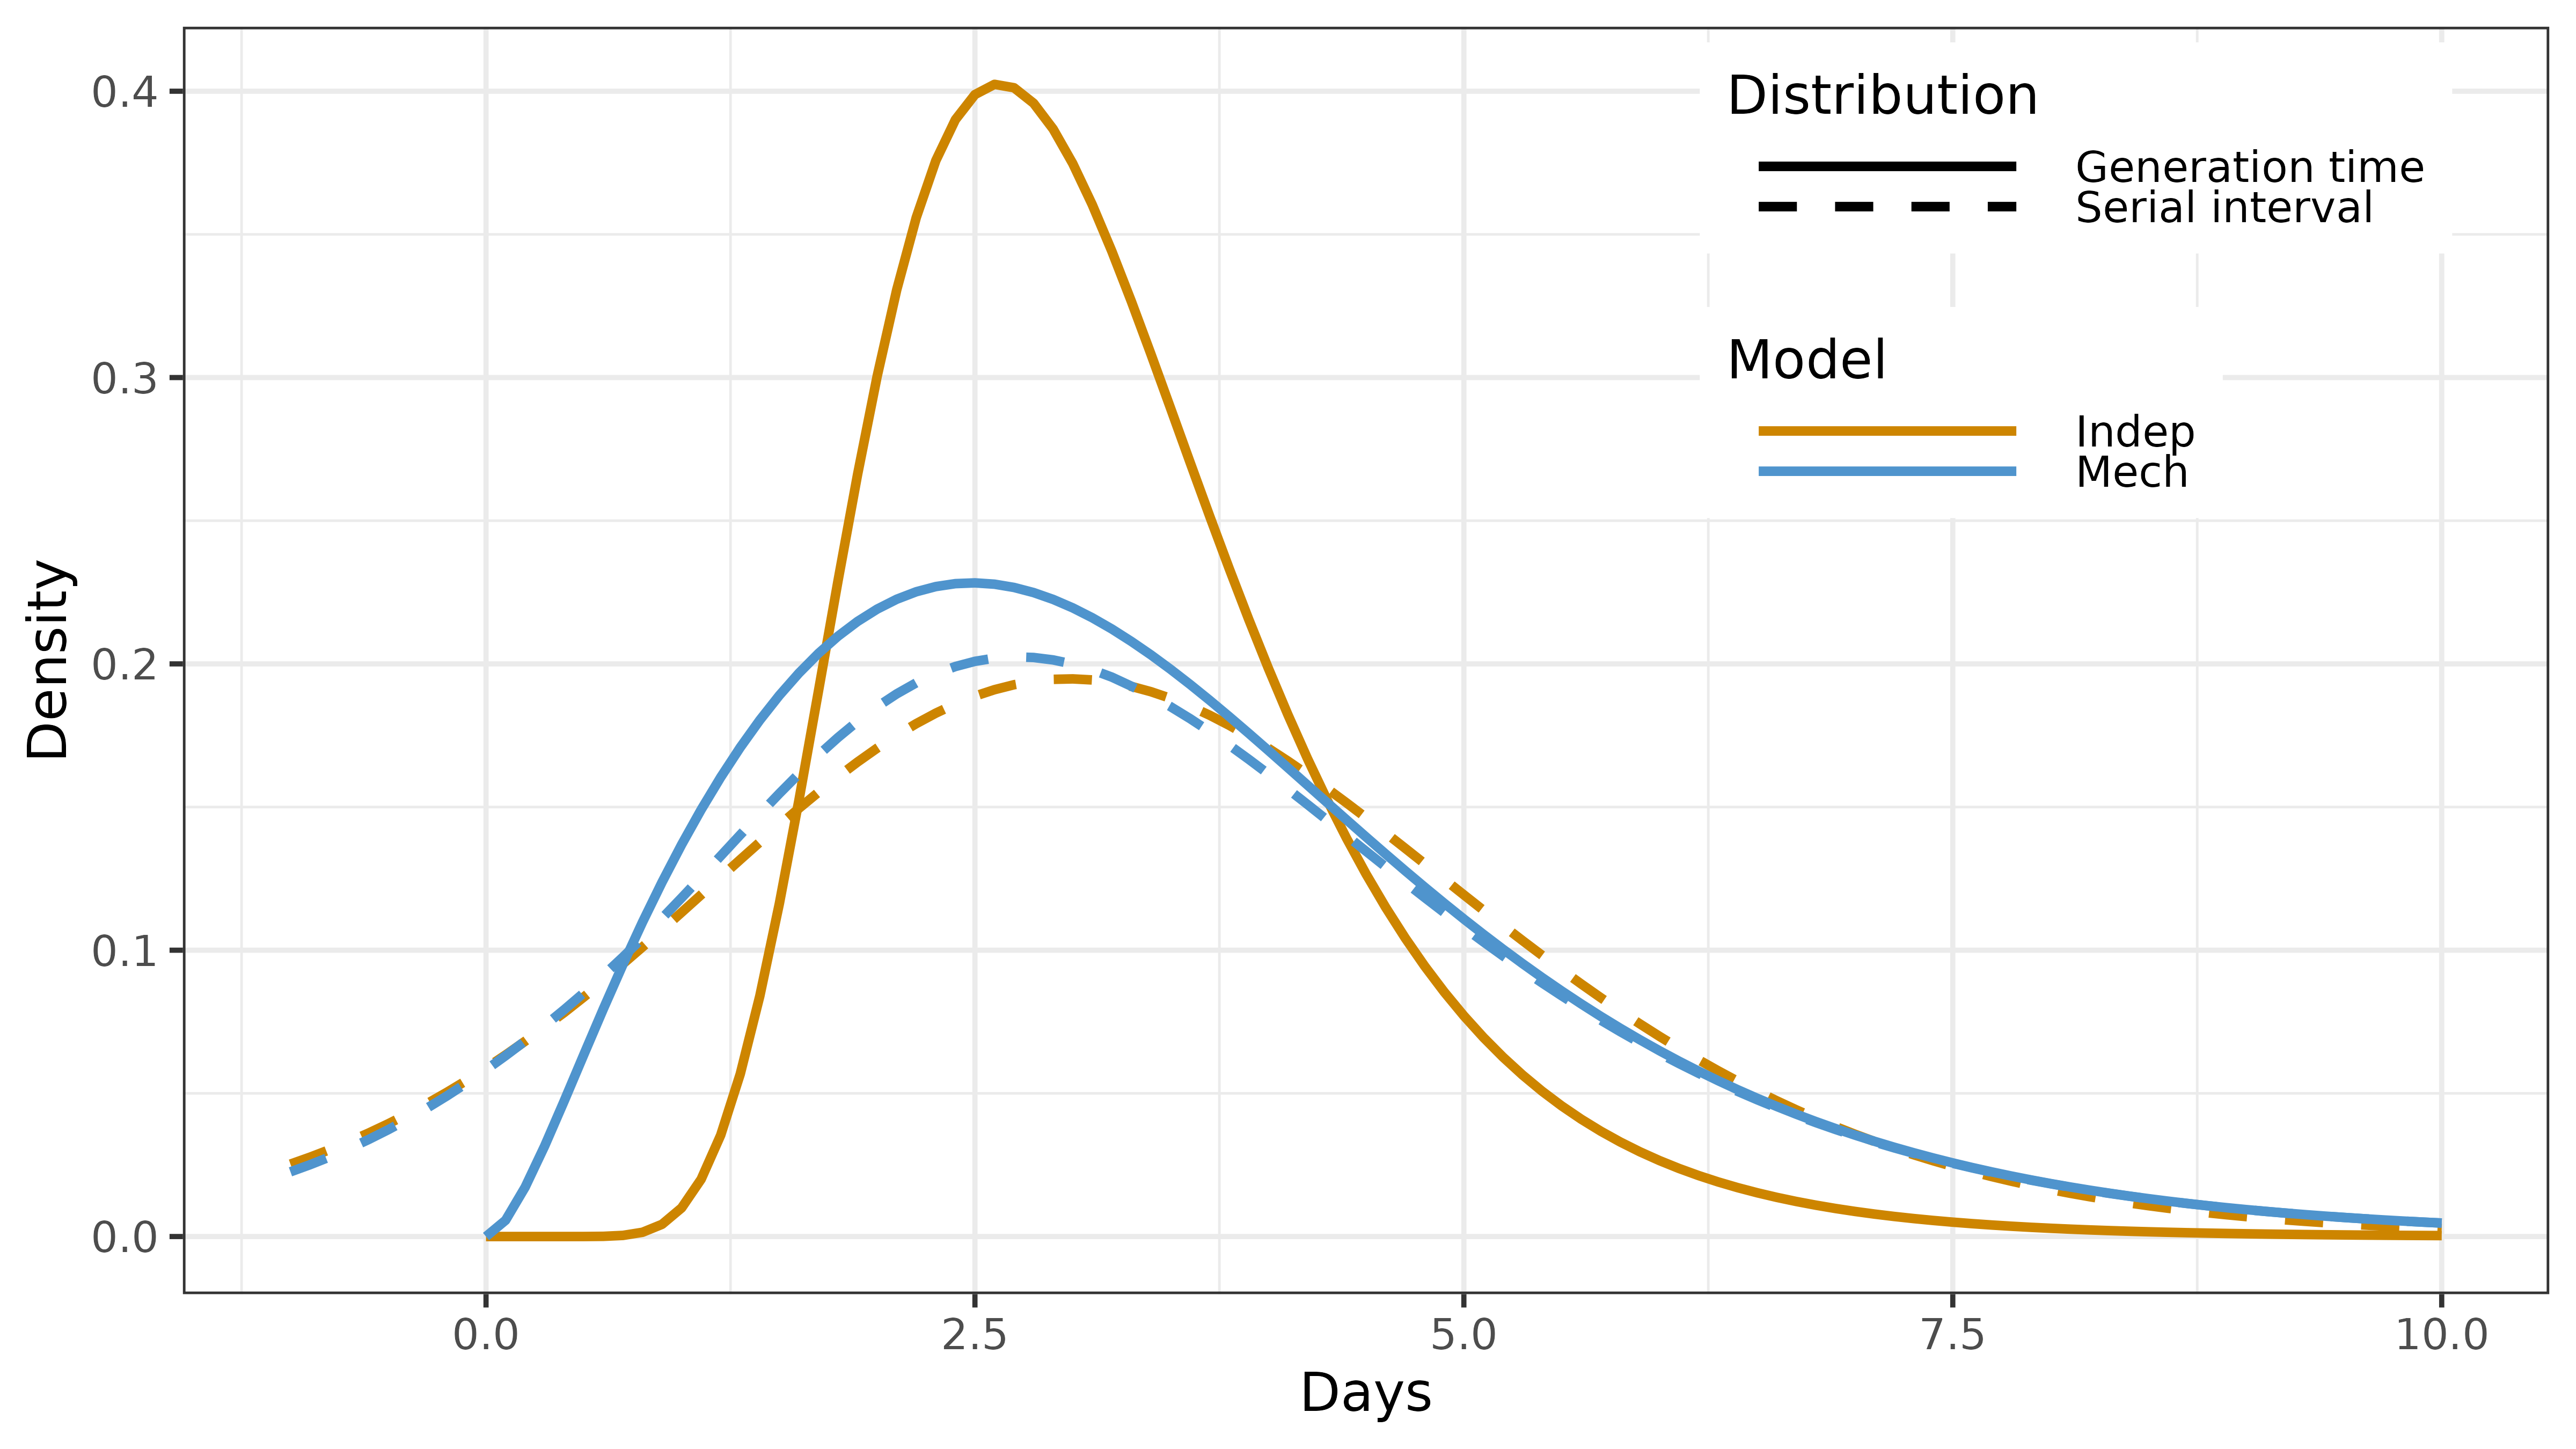 Distribution
Generation time
Serial interval
Model
Indep
Mech
Density
0.4
0.3
0.2
0.1
0.0
0.0 2.5 5.0 7.5 10.0
Days